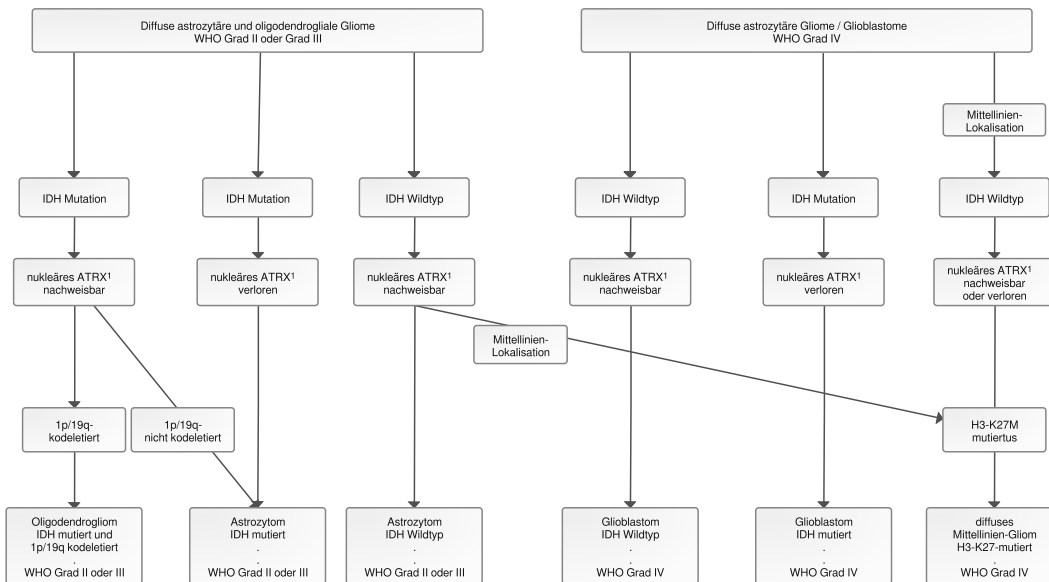 Diffuse astrozytäre und oligodendrogliale Gliome
WHO Grad II oder Grad III
Diffuse astrozytäre Gliome / Glioblastome
WHO Grad IV
Mittellinien-
Lokalisation
IDH Mutation
IDH Mutation
IDH Wildtyp
IDH Wildtyp
IDH Mutation
IDH Wildtyp
nukleäres ATRX¹
nachweisbar
nukleäres ATRX¹
verloren
nukleäres ATRX¹
nachweisbar
nukleäres ATRX¹
nachweisbar
nukleäres ATRX¹
verloren
nukleäres ATRX¹
nachweisbar
oder verloren
Mittellinien-
Lokalisation
1p/19q-
kodeletiert
1p/19q-
nicht kodeletiert
H3-K27M
mutiertus
Oligodendrogliom
IDH mutiert und
1p/19q kodeletiert
.
WHO Grad II oder III
Astrozytom
IDH mutiert
.
.
WHO Grad II oder III
Astrozytom
IDH Wildtyp
.
.
WHO Grad II oder III
Glioblastom
IDH Wildtyp
.
.
WHO Grad IV
Glioblastom
IDH mutiert
.
.
WHO Grad IV
diffuses
Mittellinien-Gliom
H3-K27-mutiert
.
WHO Grad IV